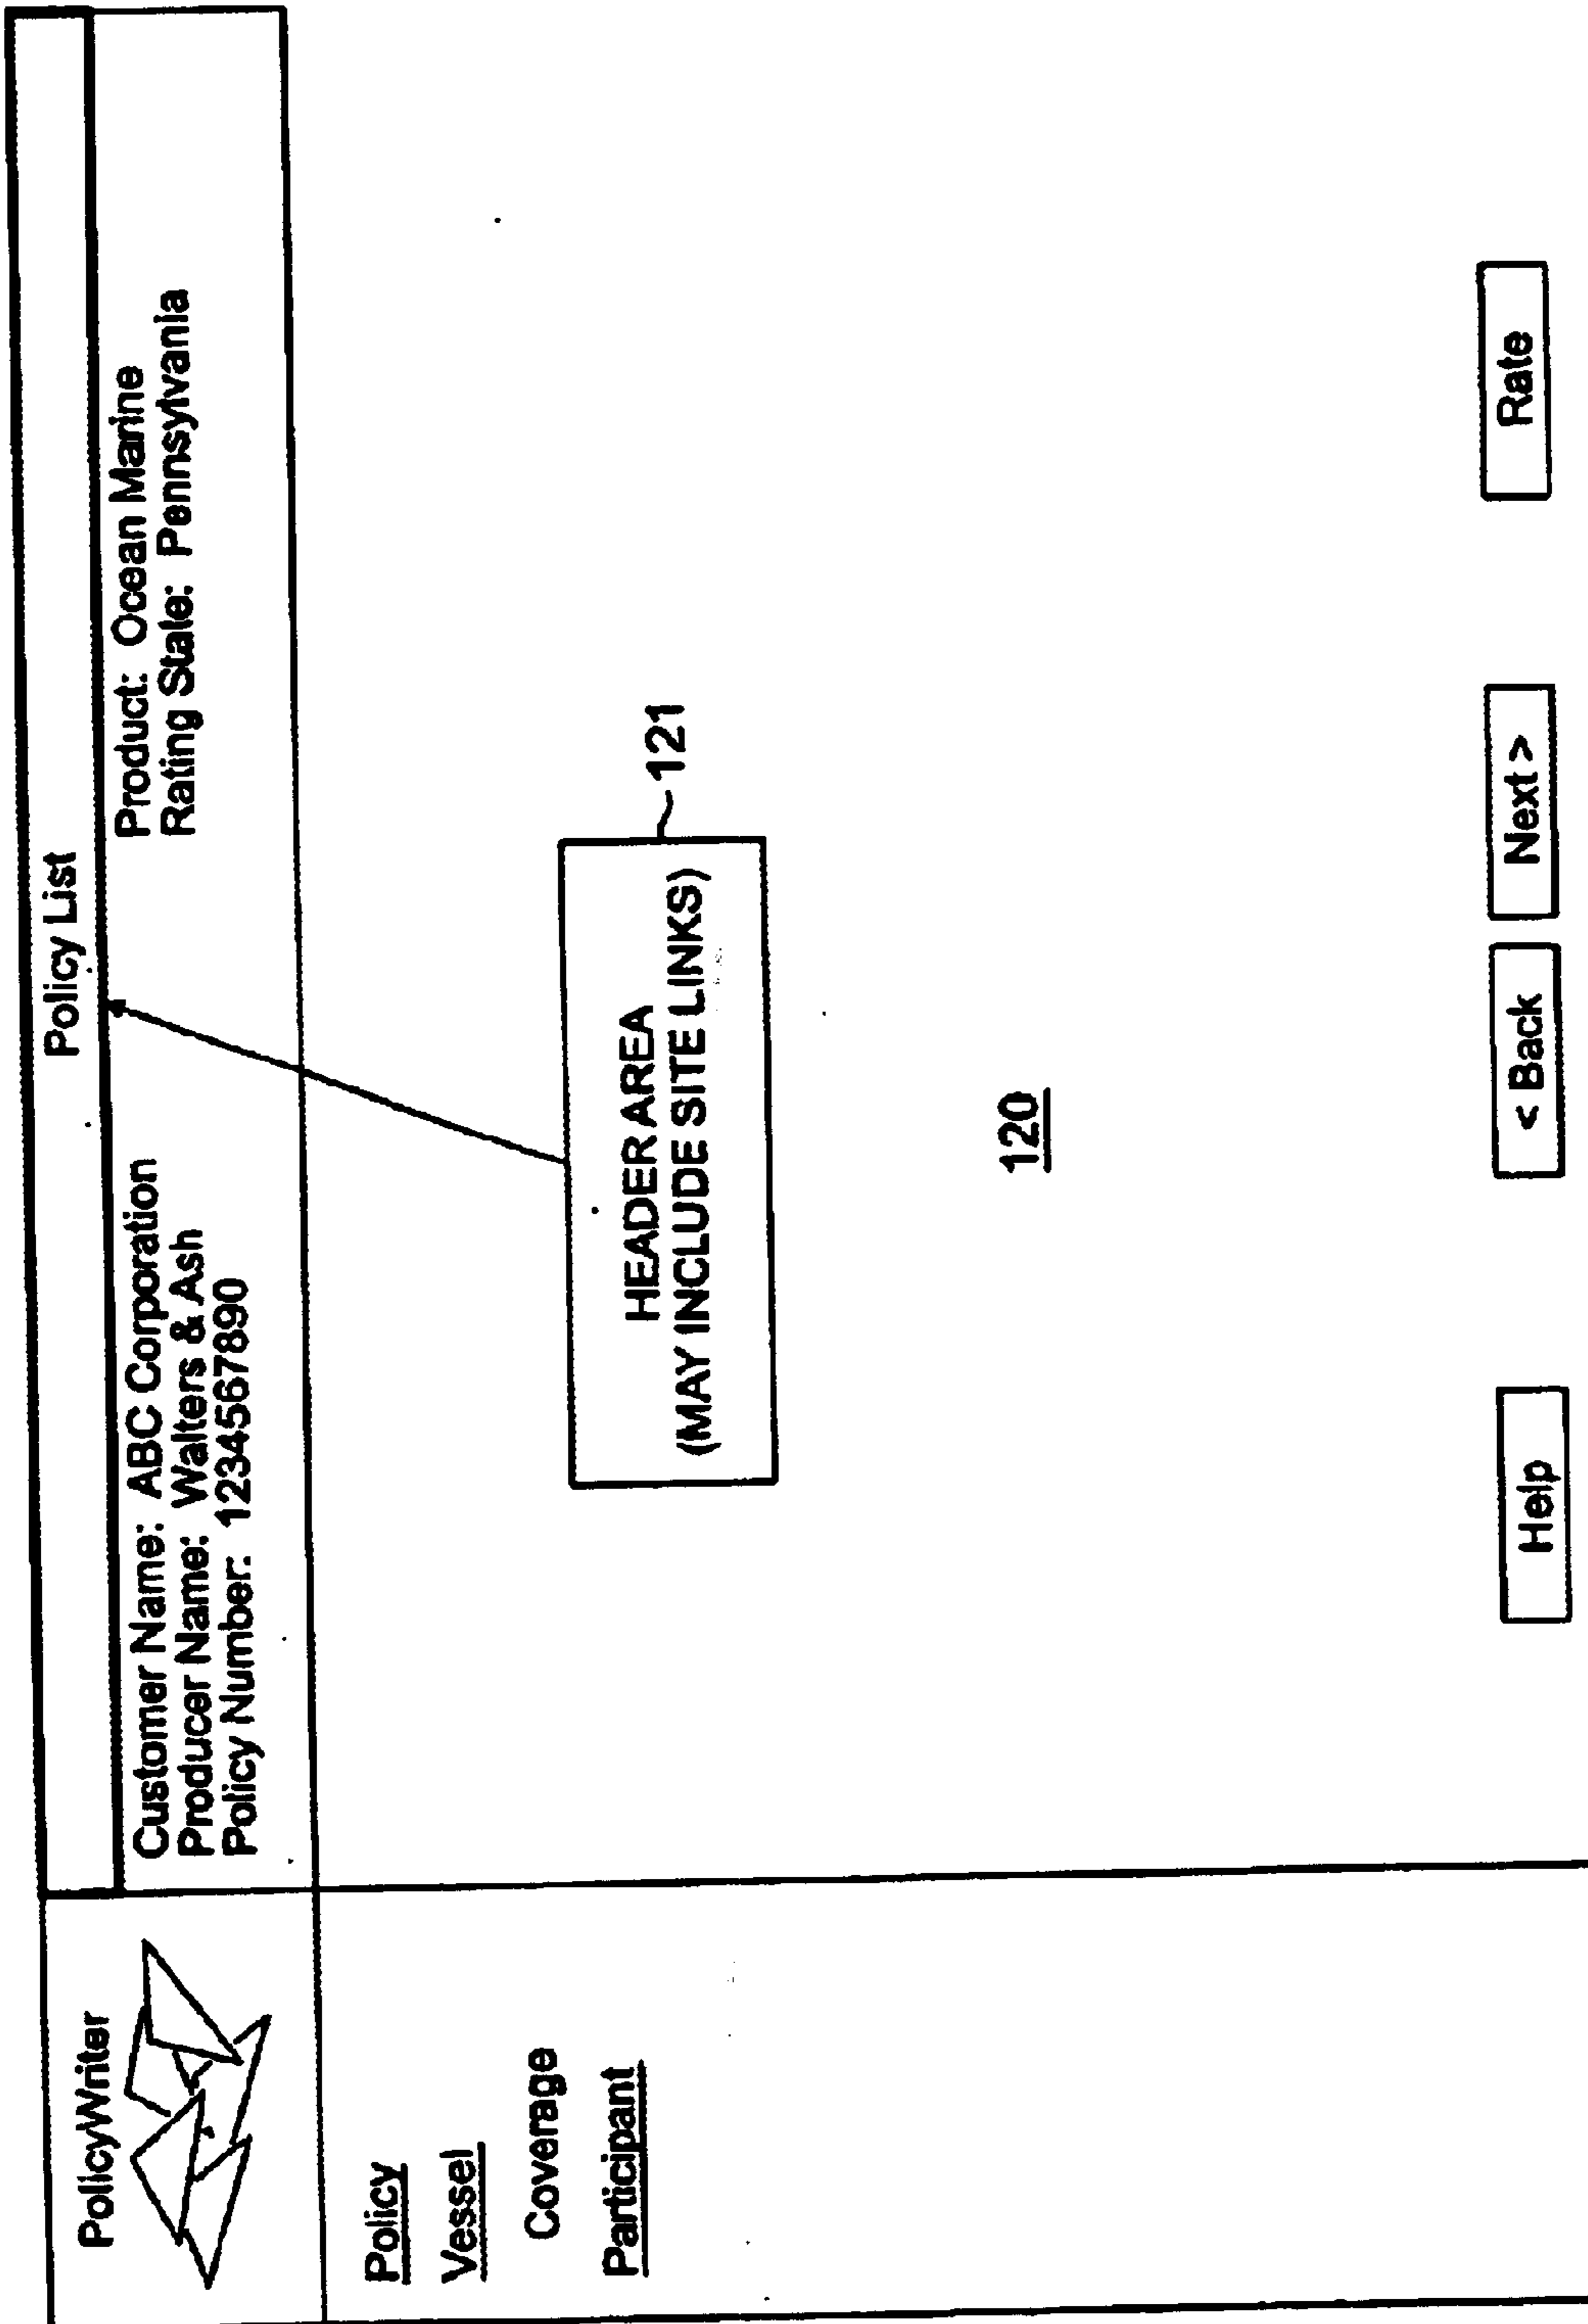 PolicyWriter
Policy List
Customer Name: ABC Corporation
Producer Name: Walters & Ash
Policy Number: 1234567890
Product: Ocean Marine
Rating State: Pennsylvania
Policy
Vessel
Coverage
Participant
HEADER AREA
(MAY INCLUDE SITE LINKS)
121
120
Help
< Back
Next >
Rate